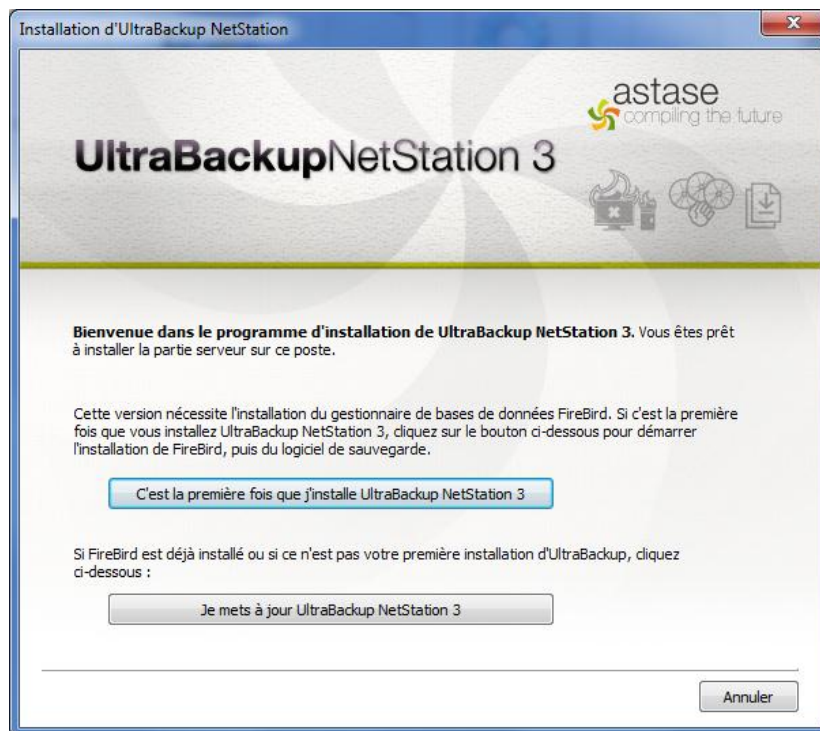 Installation d'UltraBackup NetStation
astase
compiling the future
UltraBackupNetStation 3
Bienvenue dans le programme d'installation de UltraBackup NetStation 3. Vous êtes prêt
à installer la partie serveur sur ce poste.
Cette version nécessite l'installation du gestionnaire de bases de données FireBird. Si c'est la première
fois que vous installez UltraBackup NetStation 3, cliquez sur le bouton ci-dessous pour démarrer
l'installation de FireBird, puis du logiciel de sauvegarde.
C'est la première fois que j'installe UltraBackup NetStation 3
Si FireBird est déjà installé ou si ce n'est pas votre première installation d'UltraBackup, cliquez
ci-dessous :
Je mets à jour UltraBackup NetStation 3
Annuler